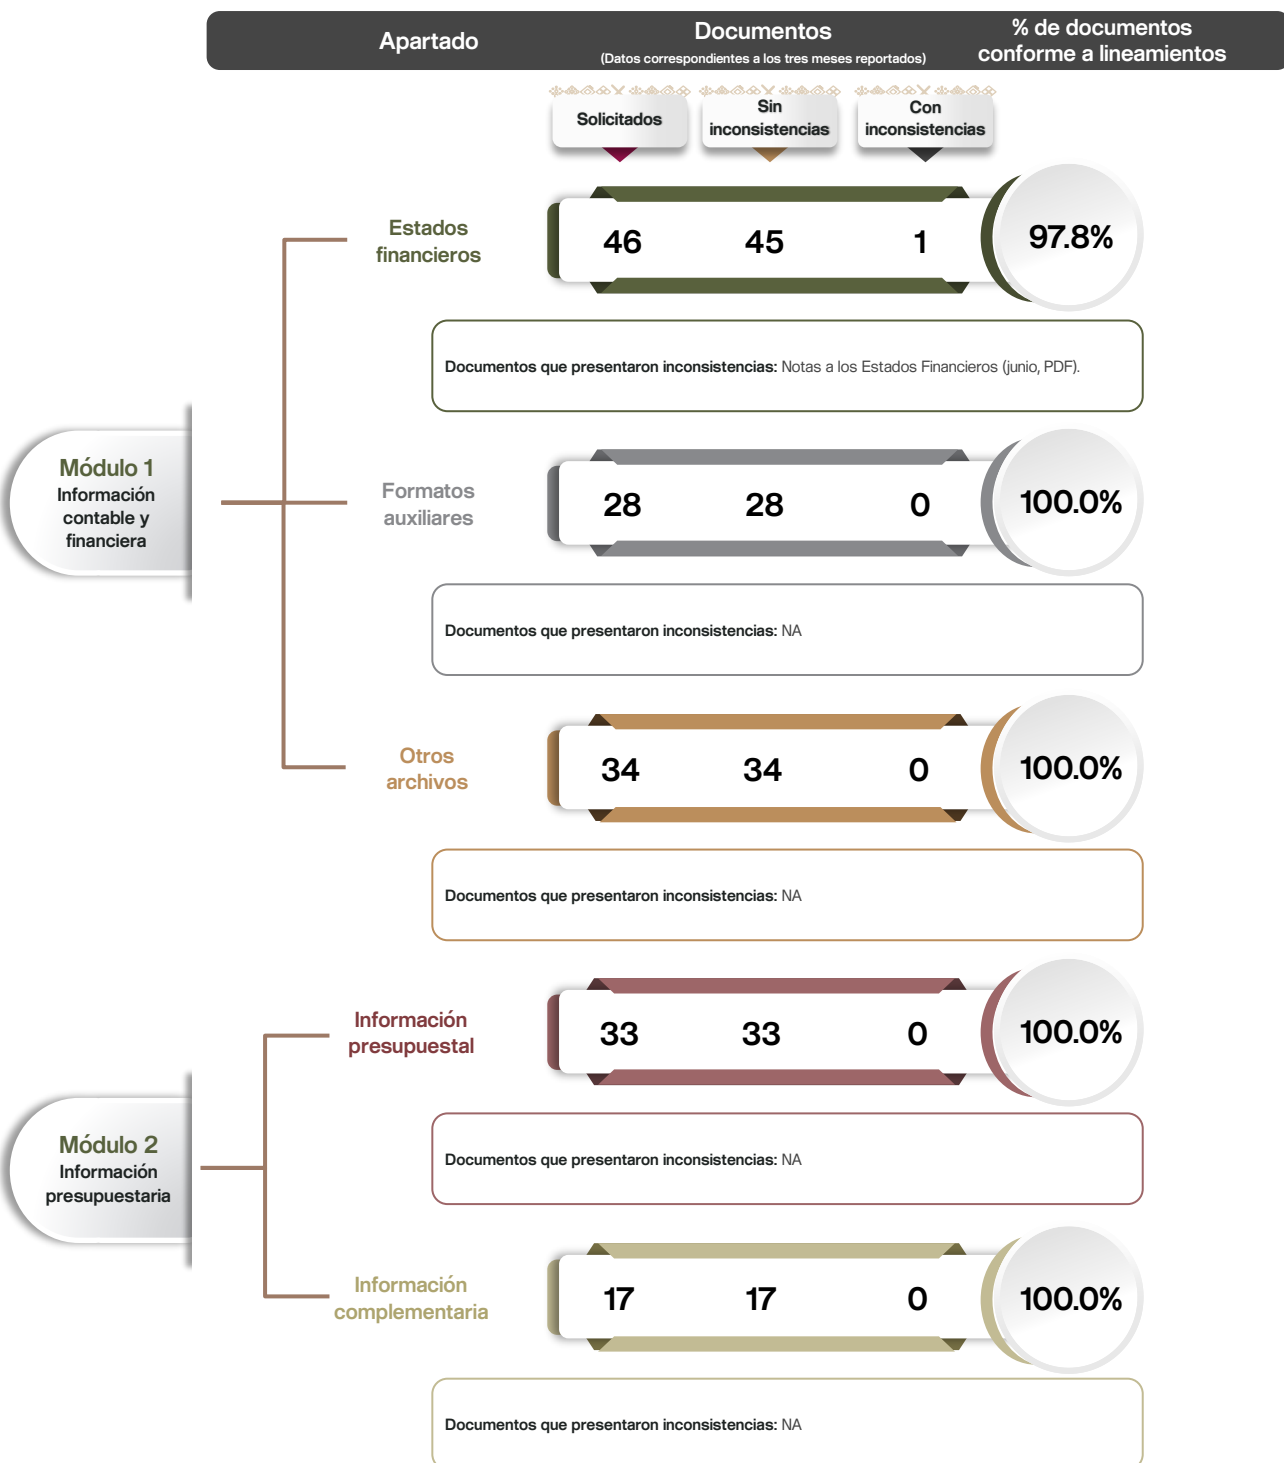 Apartado
Documentos
(Datos correspondientes a los tres meses reportados)
% de documentos
conforme a lineamientos
Solicitados
Sin
inconsistencias
Con
inconsistencias
Módulo 1
Información
contable y
financiera
Estados
financieros
46 45 1 97.8%
Documentos que presentaron inconsistencias: Notas a los Estados Financieros (junio, PDF).
Formatos
auxiliares
28 28 0 100.0%
Documentos que presentaron inconsistencias: NA
Otros
archivos
34 34 0 100.0%
Documentos que presentaron inconsistencias: NA
Módulo 2
Información
presupuestaria
Información
presupuestal
33 33 0 100.0%
Documentos que presentaron inconsistencias: NA
Información
complementaria
17 17 0 100.0%
Documentos que presentaron inconsistencias: NA